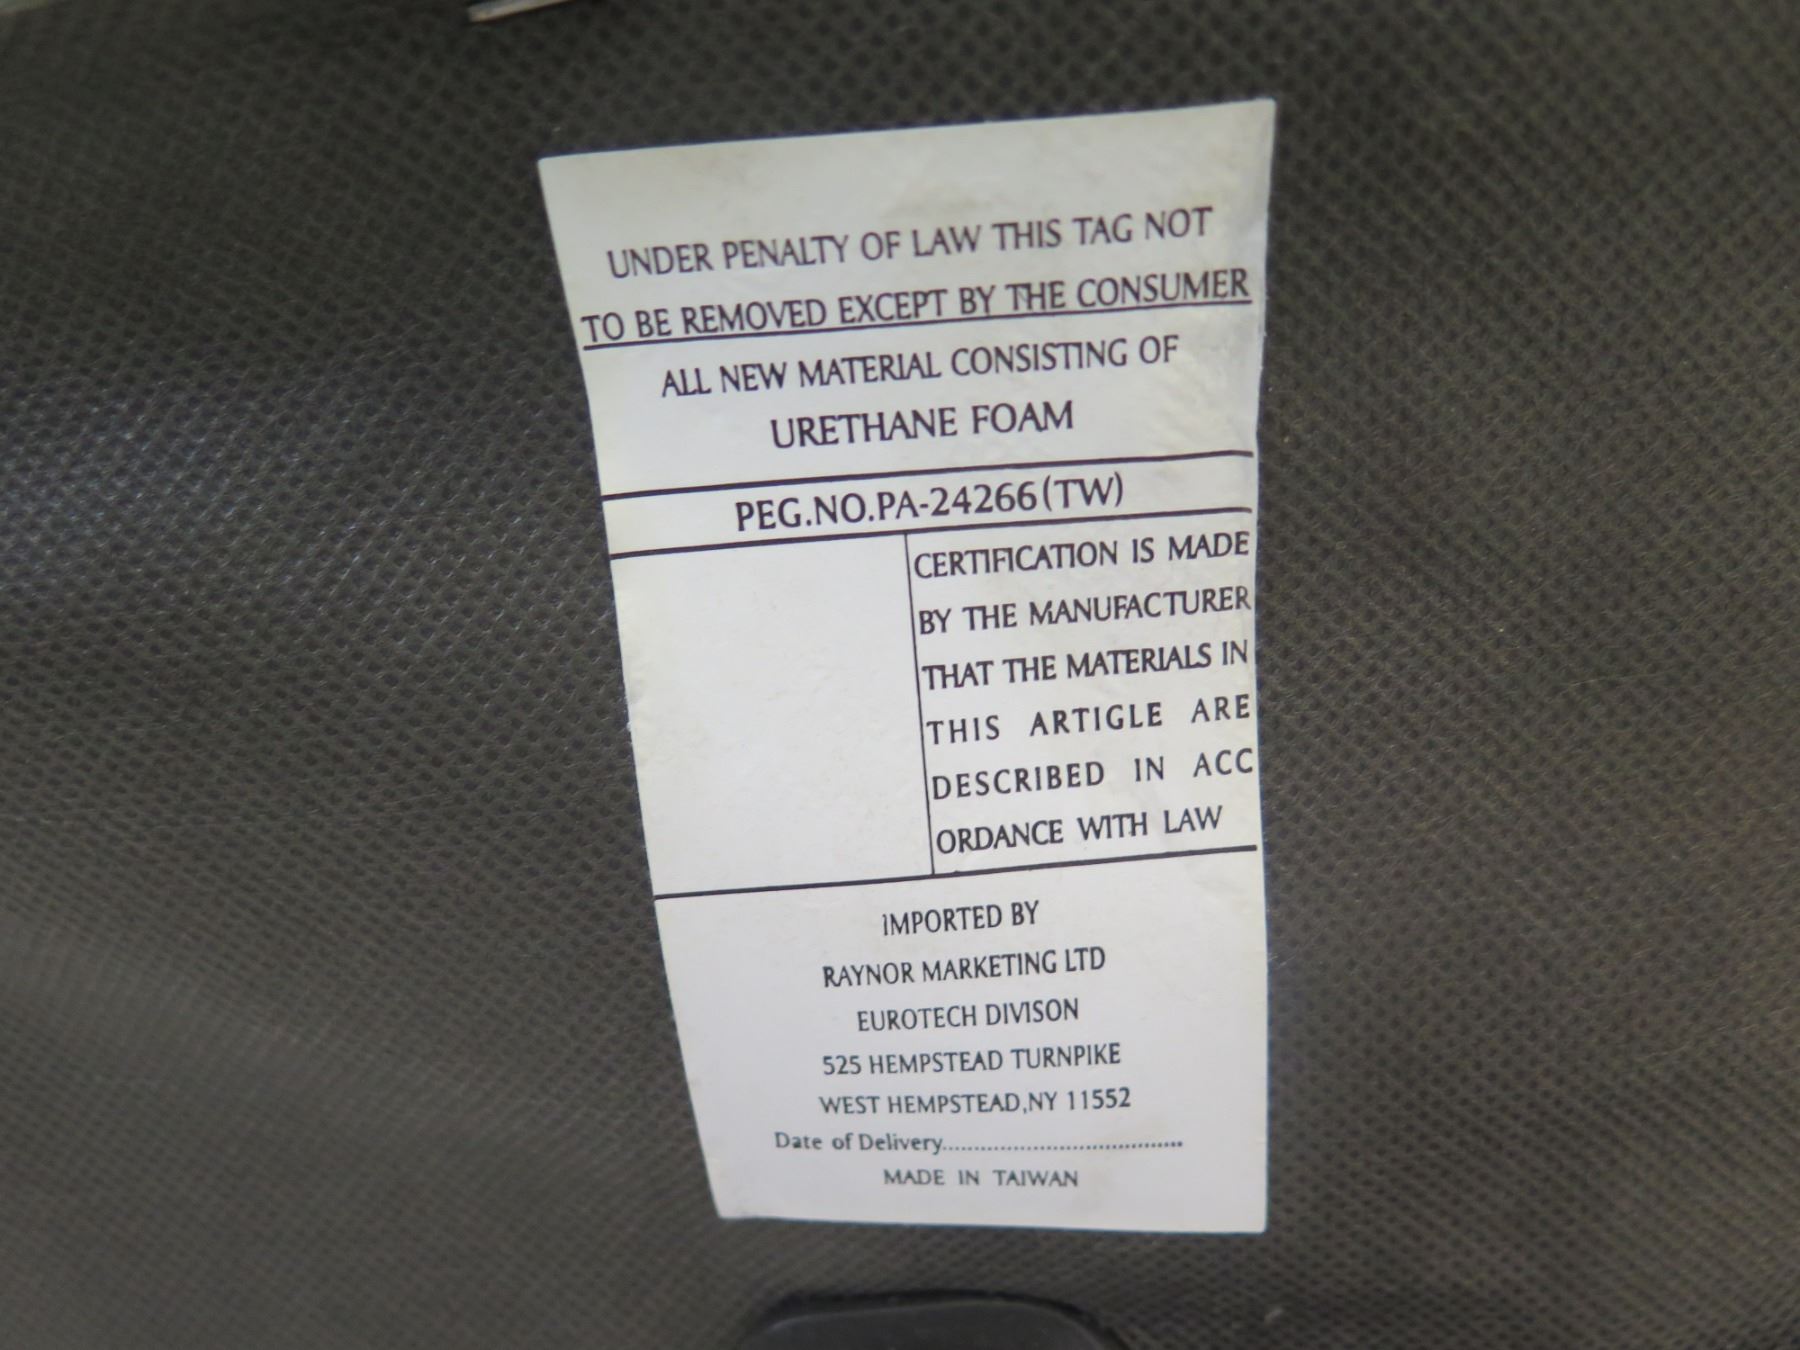 UNDER PENALTY OF LAW THIS TAG NOT
TO BE REMOVED EXCEPT BY THE CONSUMER
ALL NEW MATERIAL CONSISTING OF
URETHANE FOAM
PEG.NO.PA-24266(TW)
CERTIFICATION IS MADE
BY THE MANUFACTURER
THAT THE MATERIALS IN
THIS ARTIGLE ARE
DESCRIBED IN ACC
ORDANCE WITH LAW
IMPORTED BY
RAYNOR MARKETING LTD
EUROTECH DIVISON
525 HEMPSTEAD TURNPIKE
WEST HEMPSTEAD,NY 11552
Date of Delivery.......................................
MADE IN TAIWAN